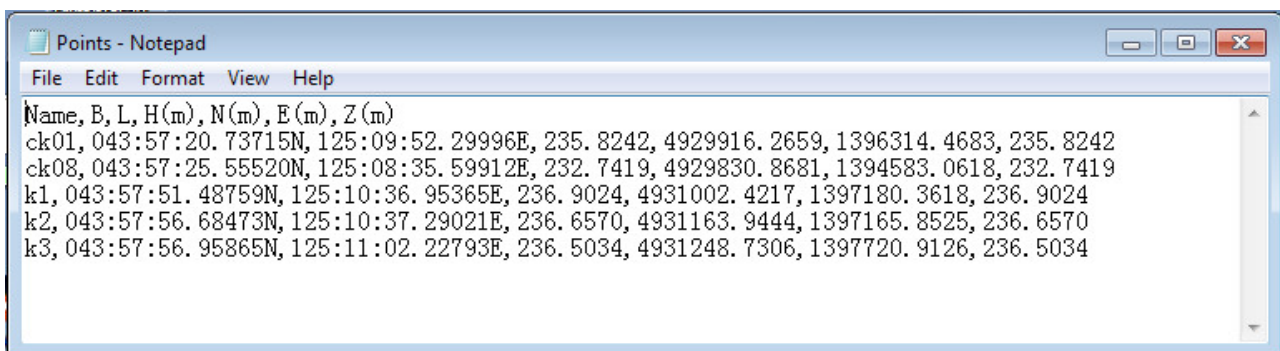 Points - Notepad
File Edit Format View Help
Name,B,L,H(m),N(m),E(m),Z(m)
ck01,043:57:20.73715N,125:09:52.29996E,235.8242,4929916.2659,1396314.4683,235.8242
ck08,043:57:25.55520N,125:08:35.59912E,232.7419,4929830.8681,1394583.0618,232.7419
k1,043:57:51.48759N,125:10:36.95365E,236.9024,4931002.4217,1397180.3618,236.9024
k2,043:57:56.68473N,125:10:37.29021E,236.6570,4931163.9444,1397165.8525,236.6570
k3,043:57:56.95865N,125:11:02.22793E,236.5034,4931248.7306,1397720.9126,236.5034